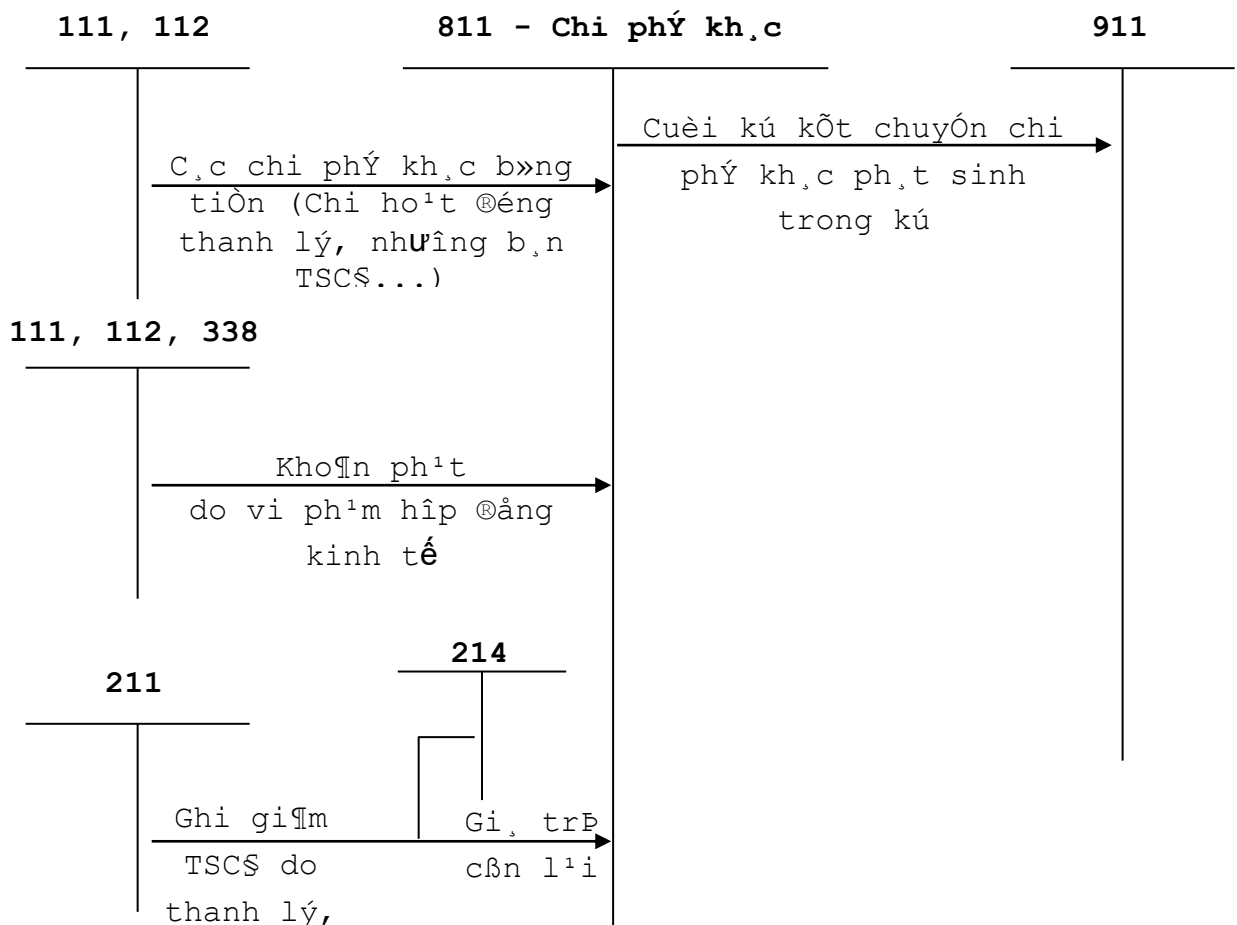 111, 112
811 - Chi phÝ kh¸c
911
Cuèi kú kÕt chuyÓn chi
phÝ kh¸c ph¸t sinh
trong kú
C¸c chi phÝ kh¸c b»ng
tiÒn (Chi ho¹t ®éng
thanh lý, nhưîng b¸n
TSC§...)
111, 112, 338
Kho¶n ph¹t
do vi ph¹m hîp ®ång
kinh tế
214
211
Ghi gi¶m
TSC§ do
thanh lý,
Gi¸ trÞ
cßn l¹i